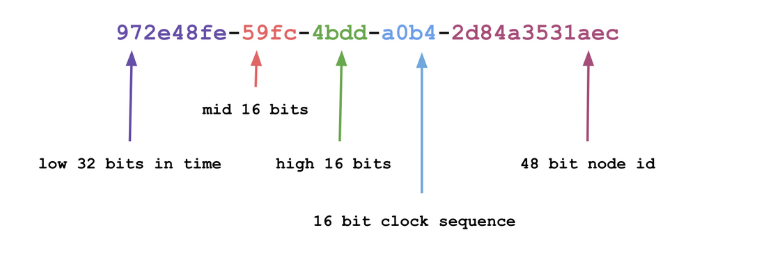 972e48fe-59fc-4bdd-a0b4-2d84a3531aec
mid 16 bits
low 32 bits in time
high 16 bits
48 bit node id
16 bit clock sequence